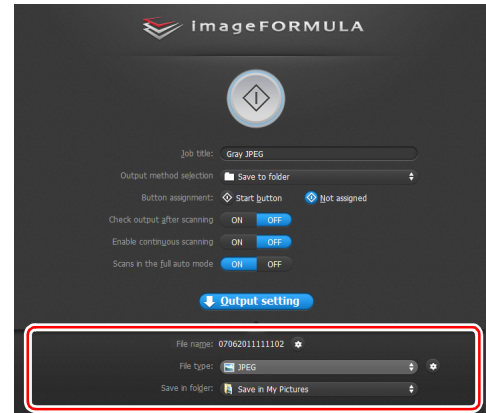 imageFORMULA
Job title: Gray JPEG
Output method selection Save to folder
Button assignment: Start button Not assigned
Check output after scanning ON OFF
Enable continuous scanning ON OFF
Scans in the full auto mode ON OFF
Output setting
File name: 07062011111102
File type: JPEG
Save in folder: Save in My Pictures